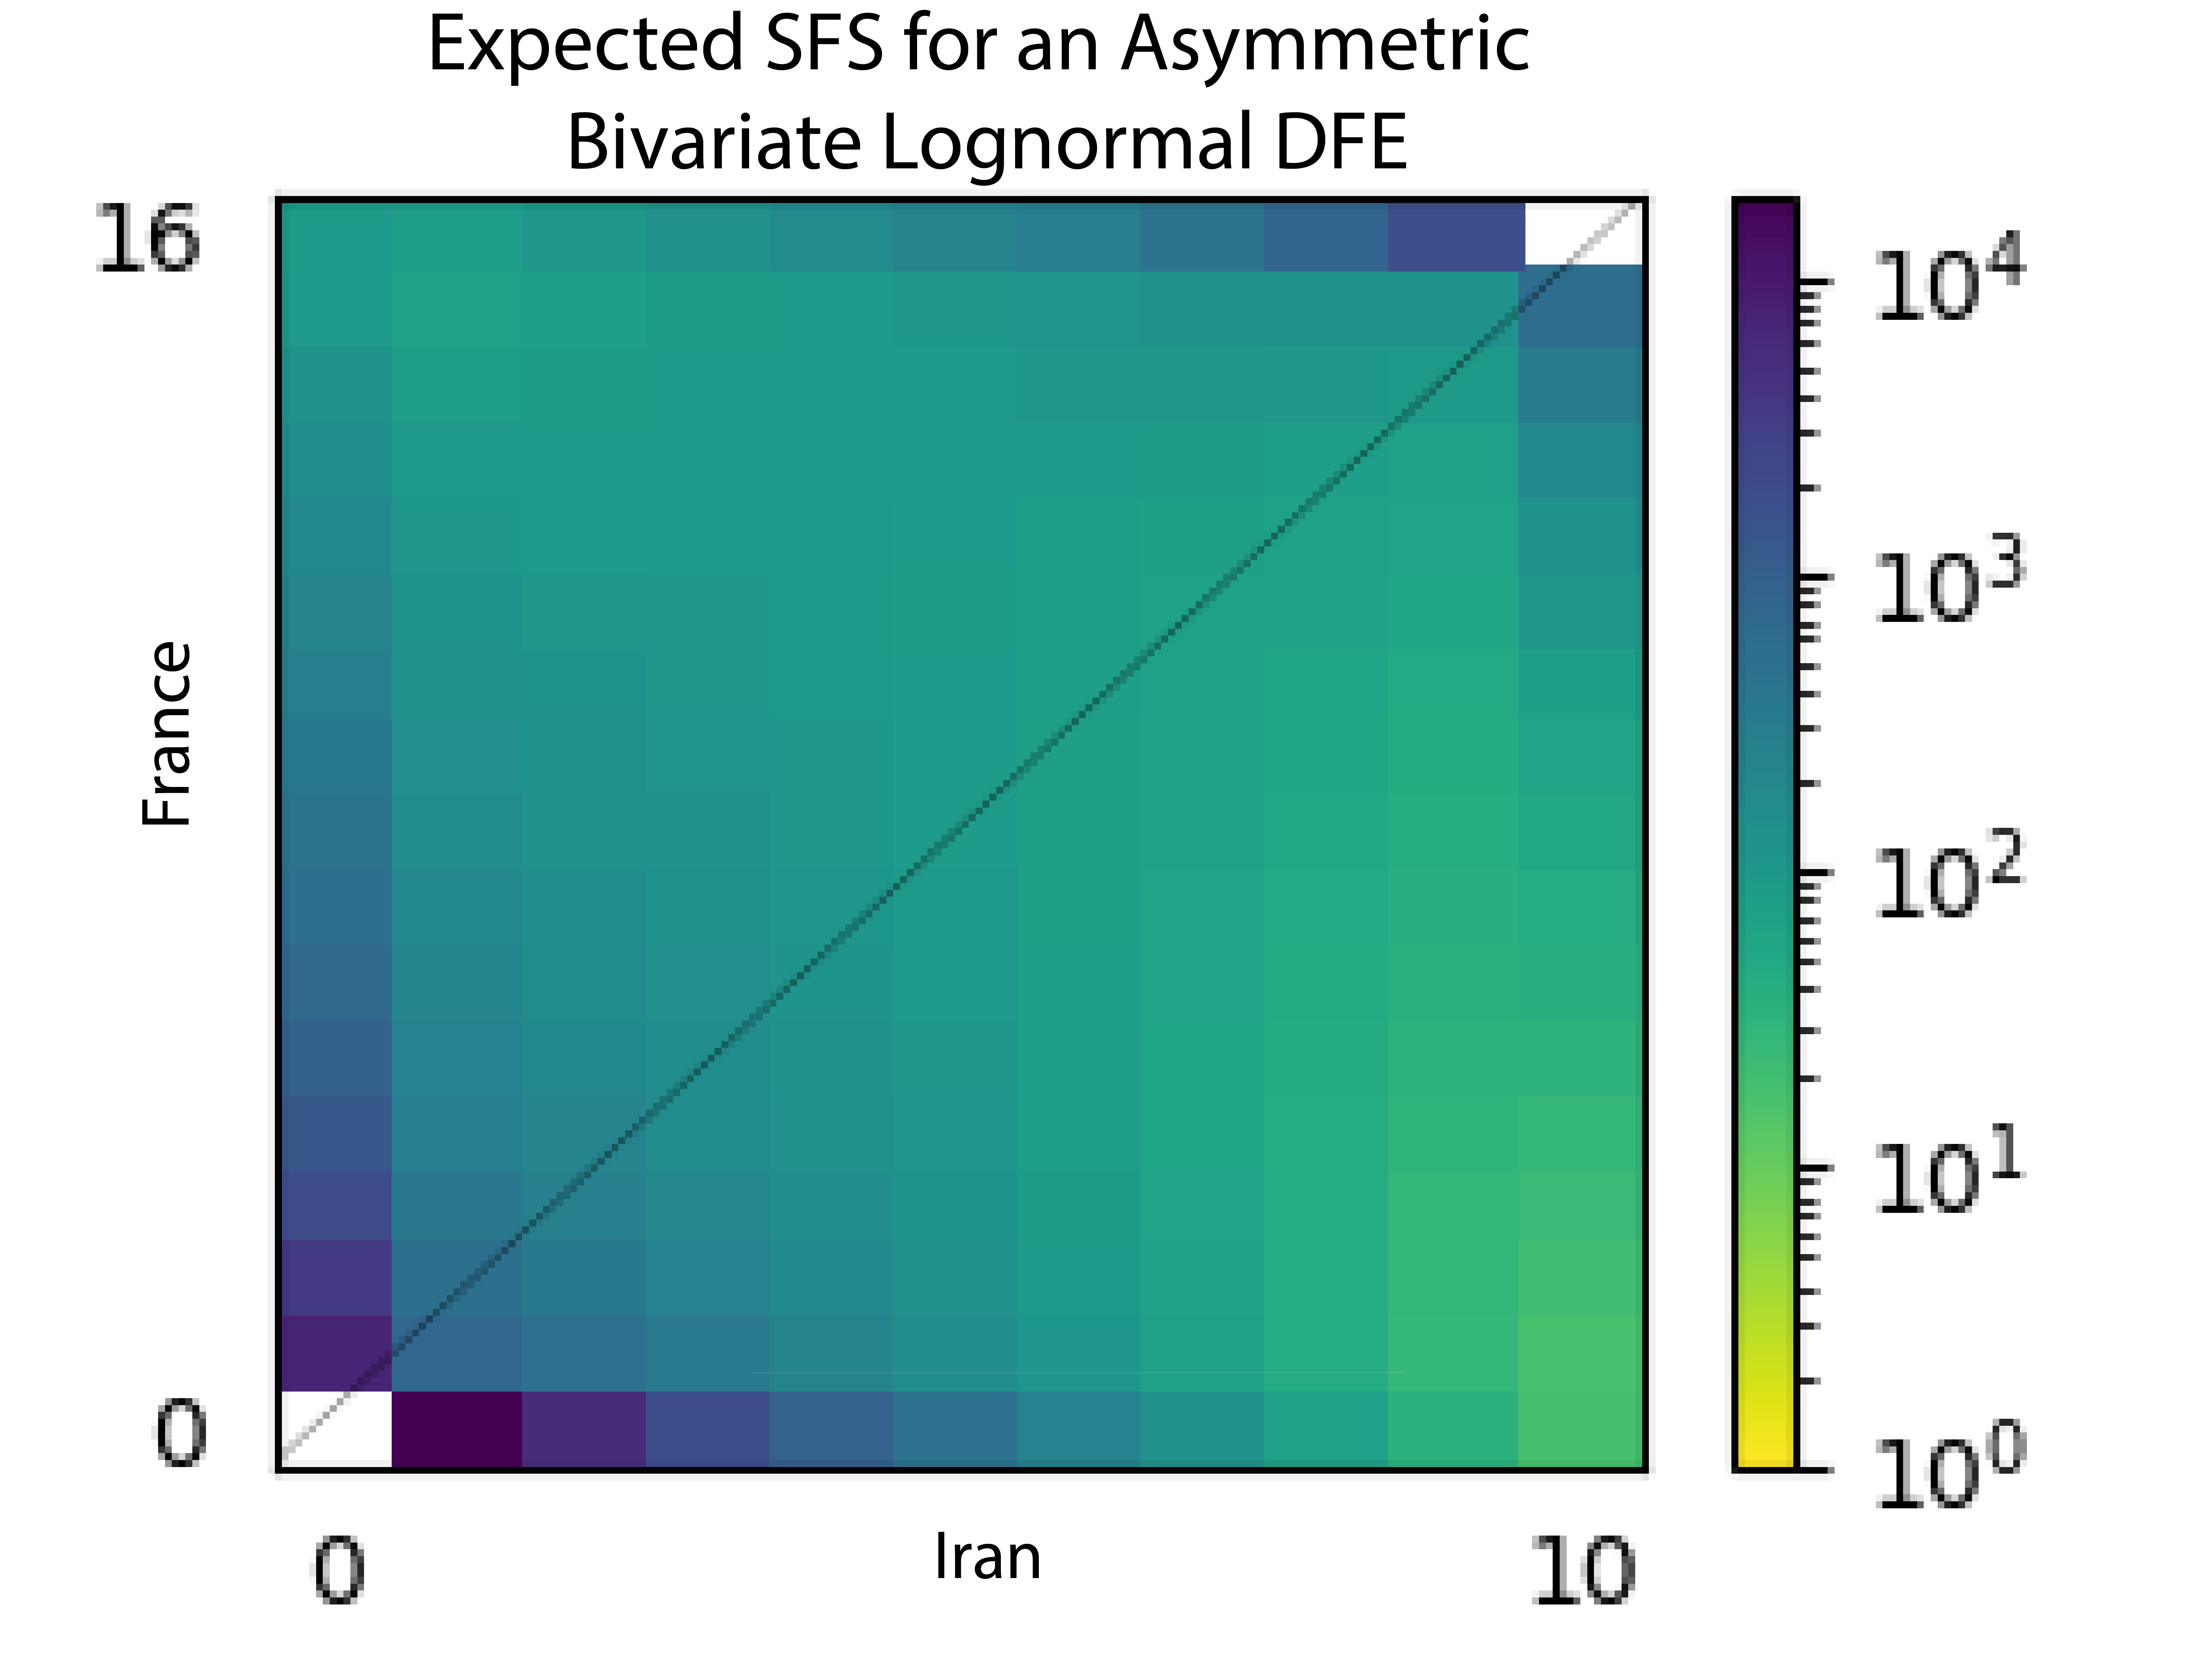 Expected SFS for an Asymmetric
Bivariate Lognormal DFE
16
France
0
0
Iran
10
10⁴
10³
10²
10¹
10⁰